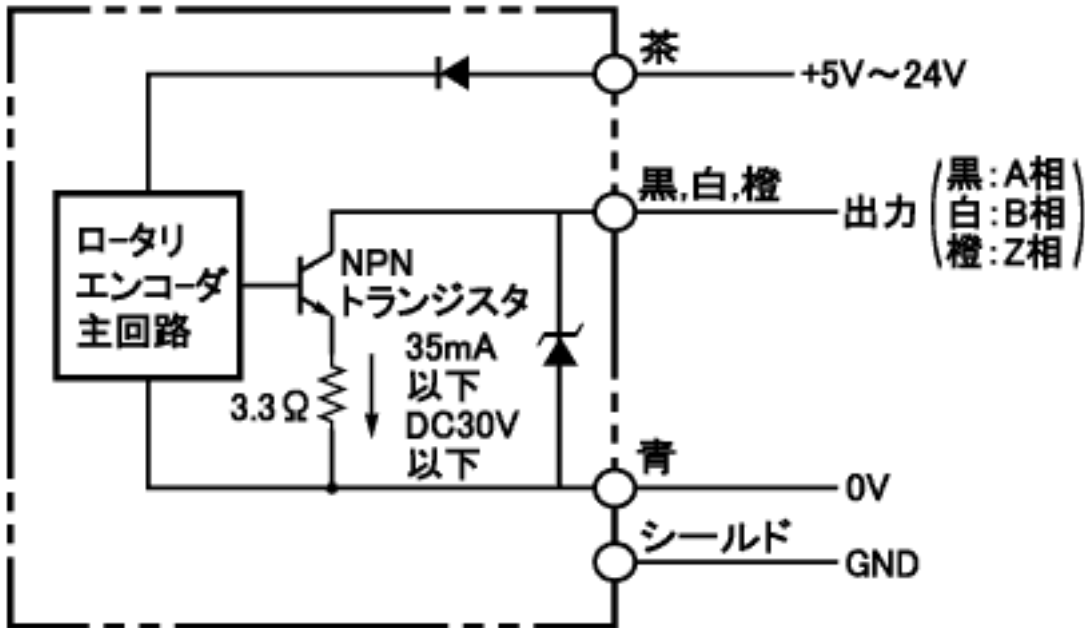 茶
+5V～24V
黒,白,橙
出力
黒:A相
白:B相
橙:Z相
ロータリ
エンコーダ
主回路
NPN
トランジスタ
35mA
以下
DC30V
以下
3.3Ω
青
0V
シールド
GND